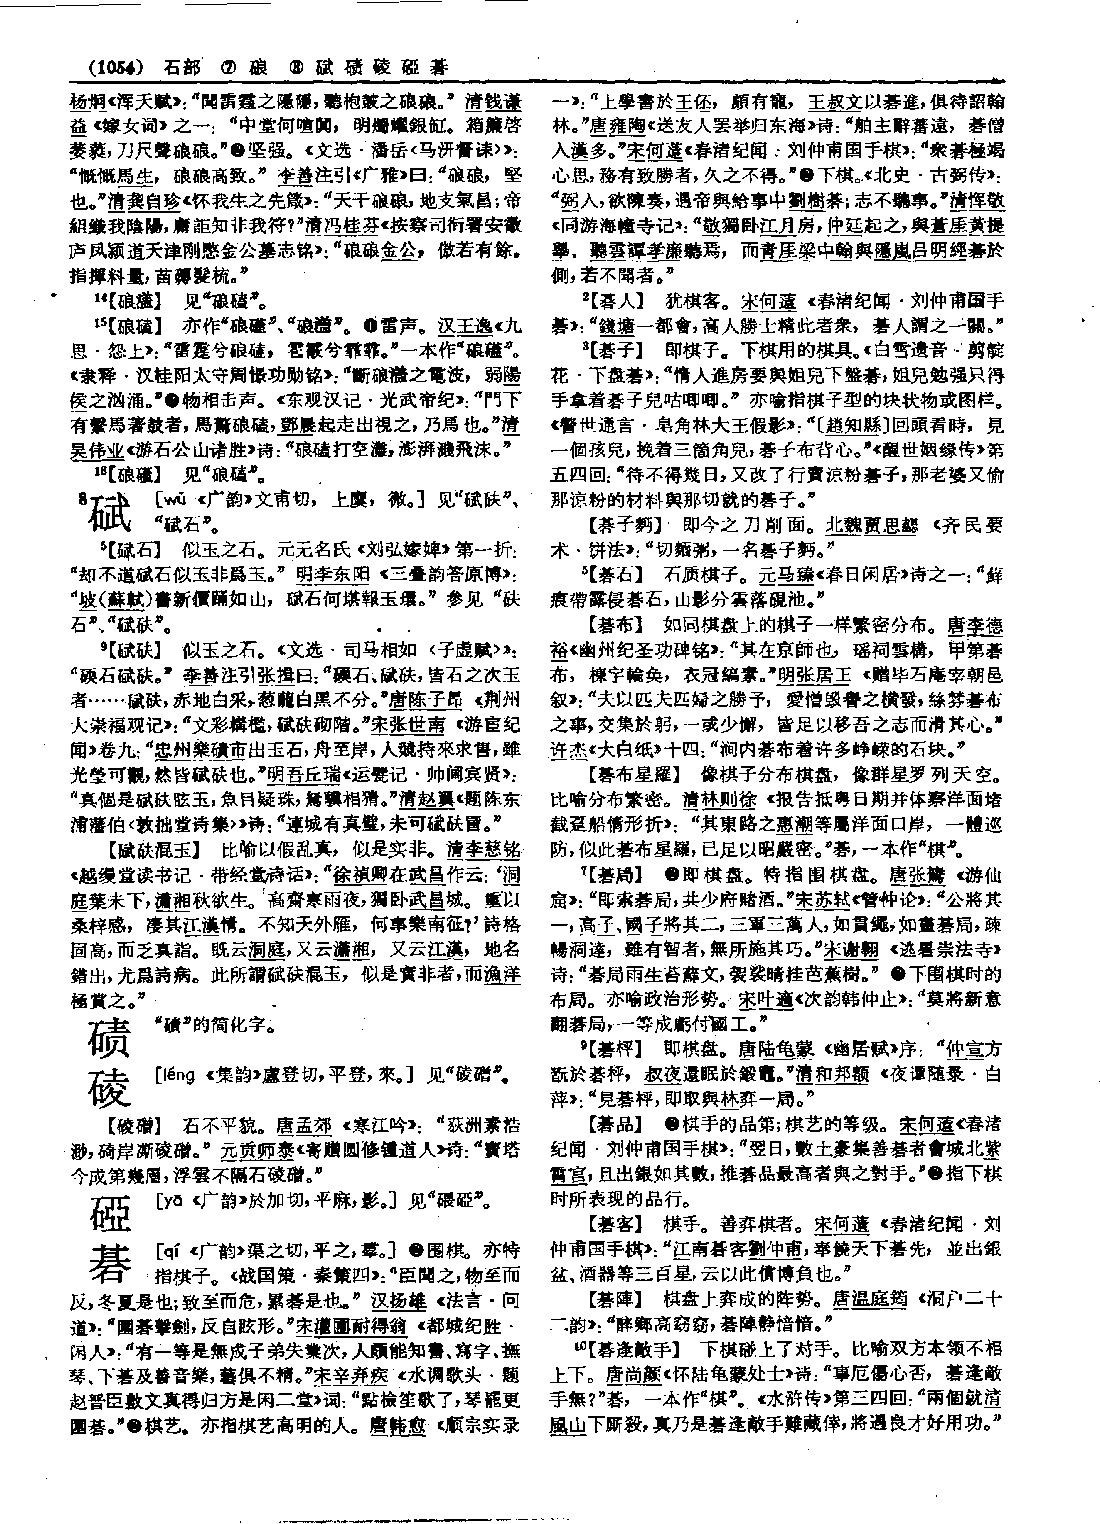 (1054) 石部 ⑦ 硠 ⑧ 碔 碛 碐 碋 碁
杨炯《浑天赋》：“聞雷霆之隱隱，聽枹鼓之硠硠。” 清钱谦
益《嫁女词》之一：“中堂何喧闐，明燭耀銀缸。箱簾啓
荌蕤，刀尺聲硠硠。”❷坚强。《文选·潘岳〈马汧督诔〉》：
“慨慨馬生，硠硠高致。” 李善注引《广雅》曰：“硠硠，堅
也。”清龚自珍《怀我生之先箴》：“天干硠硠，地支氣昌；帝
組織我陰陽，庸詎知非我符？”清冯桂芬《按察司衔署安徽
庐凤颍道天津刚愍金公墓志铭》：“硠硠金公，倣若有餘。
指揮料量，苗薅髮梳。”
14【硠礚】 见“硠磕”。
15【硠磕】 亦作“硠礚”、“硠濭”。❶雷声。汉王逸《九
思·怨上》：“雷霆兮硠磕，雹霰兮霏霏。”一本作“硠礚”。
《隶释·汉桂阳太守周憬功勋铭》：“斷硠濭之電波，弱陽
侯之汹涌。”❷物相击声。《东观汉记·光武帝纪》：“門下
有繫馬著鼓者，馬驚硠磕，鄧晨起走出視之，乃馬也。”清
吴伟业《游石公山诸胜》诗：“硠磕打空灘，澎湃濺飛沫。”
16【硠礚】 见“硠磕”。
8碔 [wǔ 《广韵》文甫切，上麌，微。] 见“碔砆”、
“碔石”。
5【碔石】 似玉之石。元无名氏《刘弘嫁婢》第一折：
“却不道碔石似玉非爲玉。” 明李东阳《三叠韵答原博》：
“坡（蘇軾）書新價踊如山，碔石何堪報玉環。” 参见“砆
石”、“碔砆”。
9【碔砆】 似玉之石。《文选·司马相如〈子虚赋〉》：
“碝石碔砆。” 李善注引张揖曰：“碝石、碔砆，皆石之次玉
者……碔砆，赤地白采，葱蘢白黑不分。”唐陈子昂《荆州
大崇福观记》：“文彩橫檻，碔砆砌階。”宋张世南《游宦纪
闻》卷九：“忠州樂磧市出玉石，舟至岸，人競持來求售，雖
光瑩可觀，然皆碔砆也。”明吾丘瑞《运甓记·帅阃宾贤》：
“真個是碔砆眩玉，魚目疑珠，駑驥相猜。”清赵翼《题陈东
浦藩伯〈敦拙堂诗集〉》诗：“連城有真璧，未可碔砆冒。”
【碔砆混玉】 比喻以假乱真，似是实非。清李慈铭
《越缦堂读书记·带经堂诗话》：“徐禎卿在武昌作云：‘洞
庭葉未下，瀟湘秋欲生。高齋寒雨夜，獨卧武昌城。重以
桑梓感，凄其江漢情。不知天外雁，何事樂南征？’詩格
固高，而乏真詣。既云洞庭，又云瀟湘，又云江漢，地名
錯出，尤爲詩病。此所謂碔砆混玉，似是實非者，而漁洋
極賞之。”
碛 “磧”的简化字。
碐 [léng 《集韵》盧登切，平登，來。] 见“碐磳”。
【碐磳】 石不平貌。唐孟郊《寒江吟》：“荻洲素浩
渺，碕岸澌碐磳。” 元贡师泰《寄赠圆修锺道人》诗：“寶塔
今成第幾層，浮雲不隔石碐磳。”
碋 [yā 《广韵》於加切，平麻，影。] 见“碨碋”。
碁 [qí 《广韵》渠之切，平之，羣。] ❶围棋。亦特
指棋子。《战国策·秦策四》：“臣聞之，物至而
反，冬夏是也；致至而危，累碁是也。” 汉扬雄《法言·问
道》：“圍碁擊劍，反自眩形。”宋灌圃耐得翁《都城纪胜·
闲人》：“有一等是無成子弟失業次，人頗能知書、寫字、撫
琴、下碁及善音樂，藝俱不精。”宋辛弃疾《水调歌头·题
赵晋臣敷文真得归方是闲二堂》词：“點檢笙歌了，琴罷更
圍碁。”❷棋艺。亦指棋艺高明的人。唐韩愈《顺宗实录
一》：“上學書於王伾，頗有寵，王叔文以碁進，俱待詔翰
林。”唐雍陶《送友人罢举归东海》诗：“舶主辭蕃遠，碁僧
入漢多。”宋何薳《春渚纪闻·刘仲甫国手棋》：“衆碁極竭
心思，務有致勝者，久之不得。”❸下棋。《北史·古弼传》：
“弼入，欲陳奏，遇帝與給事中劉樹碁；志不聽事。”清恽敬
《同游海幢寺记》：“敬獨卧江月房，仲廷起之，與蒼厓黄提
舉，聽雲譚孝廉聽焉，而青厓梁中翰與隱嵐吕明經碁於
側，若不聞者。”
2【碁人】 犹棋客。宋何薳《春渚纪闻·刘仲甫国手
碁》：“錢塘一都會，高人勝士精此者衆，碁人謂之一關。”
3【碁子】 即棋子。下棋用的棋具。《白雪遗音·剪靛
花·下盘碁》：“情人進房要與姐兒下盤碁，姐兒勉强只得
手拿着碁子兒咕唧唧。” 亦喻指棋子型的块状物或图样。
《警世通言·皂角林大王假形》：“〔趙知縣〕回頭看時，見
一個孩兒，挽着三箇角兒，碁子布背心。”《醒世姻缘传》第
五四回：“待不得幾日，又改了行賣涼粉碁子，那老婆又偷
那涼粉的材料與那切就的碁子。”
【碁子麪】 即今之刀削面。北魏贾思勰《齐民要
术·饼法》：“切麵粥，一名碁子麪。”
5【碁石】 石质棋子。元马臻《春日闲居》诗之一：“蘚
痕帶露侵碁石，山影分雲落硯池。”
【碁布】 如同棋盘上的棋子一样繁密分布。唐李德
裕《幽州纪圣功碑铭》：“其在京師也，瑶祠雲構，甲第碁
布，棟宇輪奂，衣冠縞素。”明张居正《赠毕石庵宰朝邑
叙》：“夫以匹夫匹婦之勝予，愛憎毁譽之横發，絲棼碁布
之事，交集於躬，一或少懈，皆足以移吾之志而滑其心。”
许杰《大白纸》十四：“涧内碁布着许多峥嵘的石块。”
【碁布星羅】 像棋子分布棋盘，像群星罗列天空。
比喻分布繁密。清林则徐《报告抵粤日期并体察洋面堵
截趸船情形折》：“其東路之惠潮等屬洋面口岸，一體巡
防，似此碁布星羅，已足以昭嚴密。”碁，一本作“棋”。
7【碁局】 ❶即棋盘。特指围棋盘。唐张鷟《游仙
窟》：“即索碁局，共少府賭酒。”宋苏轼《管仲论》：“公將其
一，高子、國子將其二，三軍三萬人，如貫繩，如畫碁局，疎
暢洞達，雖有智者，無所施其巧。”宋谢翱《逃暑崇法寺》
诗：“碁局雨生苔蘚文，袈裟晴挂芭蕉樹。” ❷下围棋时的
布局。亦喻政治形势。宋叶適《次韵韩仲止》：“莫將新意
翻碁局，一等成虧付國工。”
9【碁枰】 即棋盘。唐陆龟蒙《幽居赋》序：“仲宣方
翫於碁枰，叔夜還眠於鍛竈。”清和邦额《夜谭随录·白
萍》：“見碁枰，即取與林弈一局。”
【碁品】 ❶棋手的品第；棋艺的等级。宋何薳《春渚
纪闻·刘仲甫国手棋》：“翌日，數土豪集善碁者會城北紫
霄宫，且出銀如其數，推碁品最高者與之對手。”❷指下棋
时所表现的品行。
【碁客】 棋手。善弈棋者。宋何薳《春渚纪闻·刘
仲甫国手棋》：“江南碁客劉仲甫，奉饒天下碁先，並出銀
盆、酒器等三百星，云以此償博負也。”
【碁陣】 棋盘上弈成的阵势。唐温庭筠《洞户二十
二韵》：“醉鄉高窈窈，碁陣静愔愔。”
10【碁逢敵手】 下棋碰上了对手。比喻双方本领不相
上下。唐尚颜《怀陆龟蒙处士》诗：“事厄傷心否，碁逢敵
手無？”碁，一本作“棋”。《水浒传》第三四回：“兩個就清
風山下厮殺，真乃是碁逢敵手難藏倖，將遇良才好用功。”